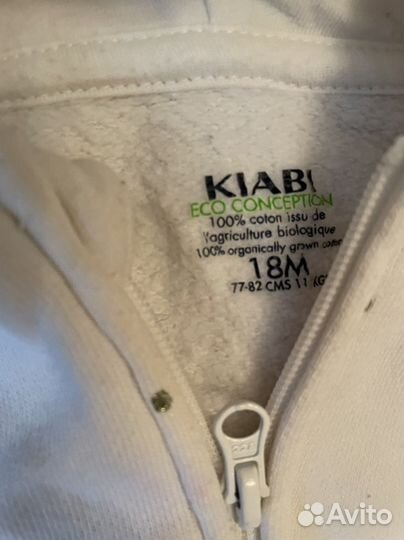 KIABI
ECO CONCEPTION
100% coton issu de
l'agriculture biologique
100% organically grown cotton
18M
77-82 CMS 11 KG
Avito